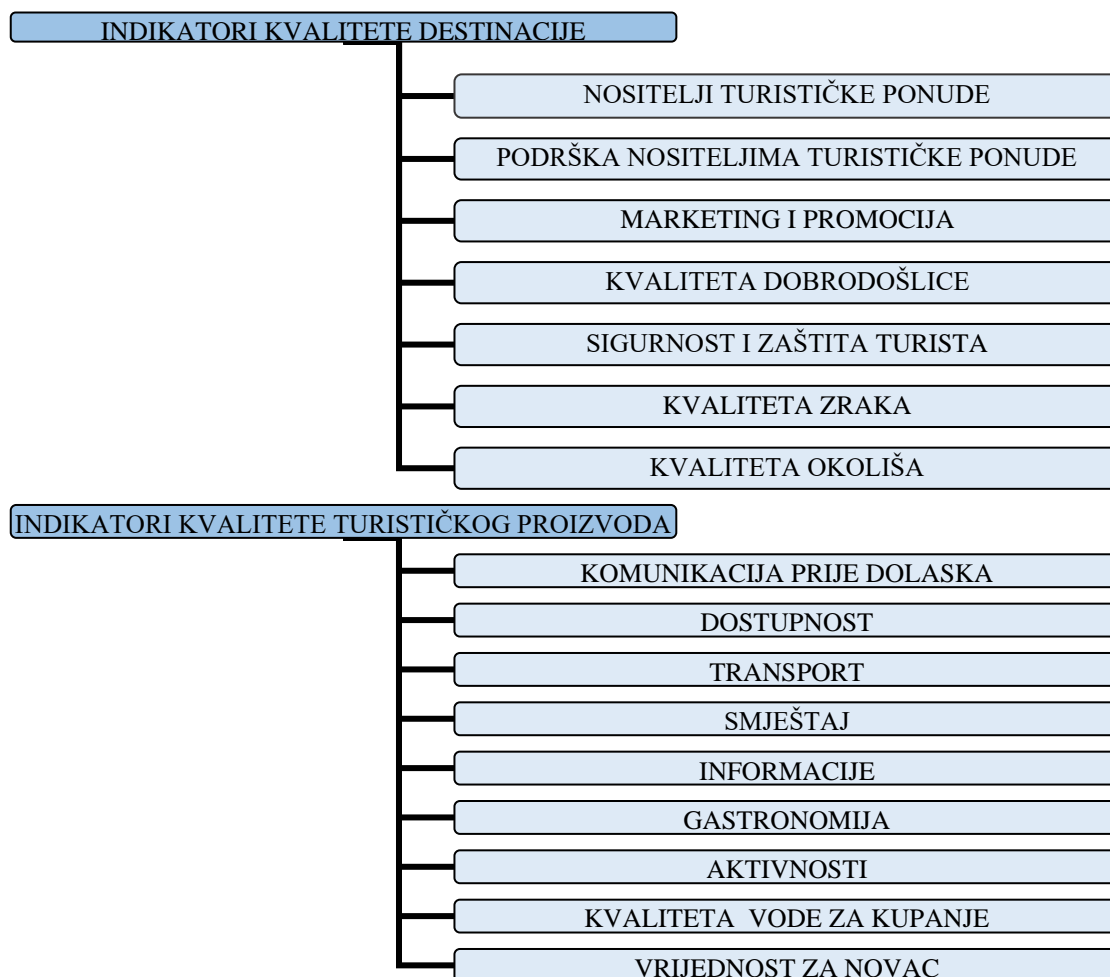 INDIKATORI KVALITETE DESTINACIJE
NOSITELJI TURISTIČKE PONUDE
PODRŠKA NOSITELJIMA TURISTIČKE PONUDE
MARKETING I PROMOCIJA
KVALITETA DOBRODOŠLICE
SIGURNOST I ZAŠTITA TURISTA
KVALITETA ZRAKA
KVALITETA OKOLIŠA
INDIKATORI KVALITETE TURISTIČKOG PROIZVODA
KOMUNIKACIJA PRIJE DOLASKA
DOSTUPNOST
TRANSPORT
SMJEŠTAJ
INFORMACIJE
GASTRONOMIJA
AKTIVNOSTI
KVALITETA  VODE ZA KUPANJE
VRIJEDNOST ZA NOVAC